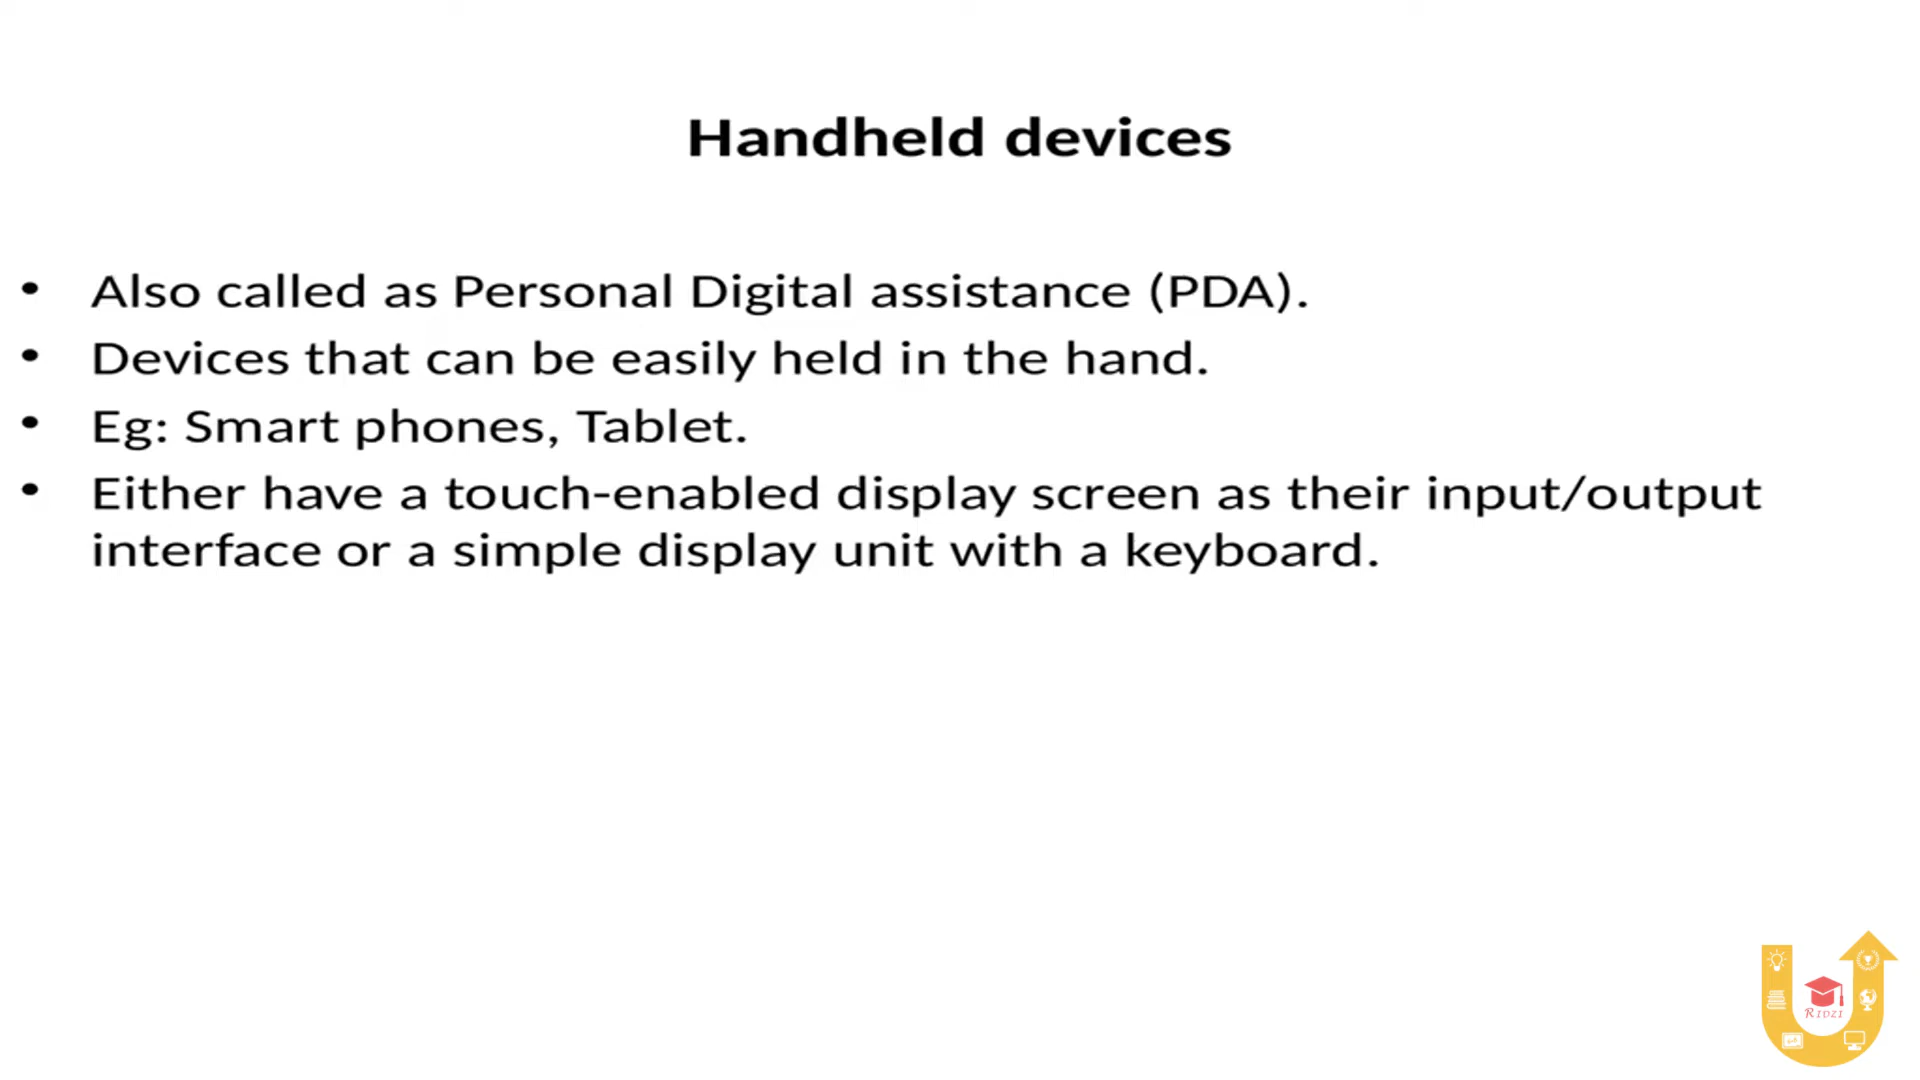 Handheld devices
• Also called as Personal Digital assistance (PDA).
• Devices that can be easily held in the hand.
• Eg: Smart phones, Tablet.
• Either have a touch-enabled display screen as their input/output
interface or a simple display unit with a keyboard.
RIDZI